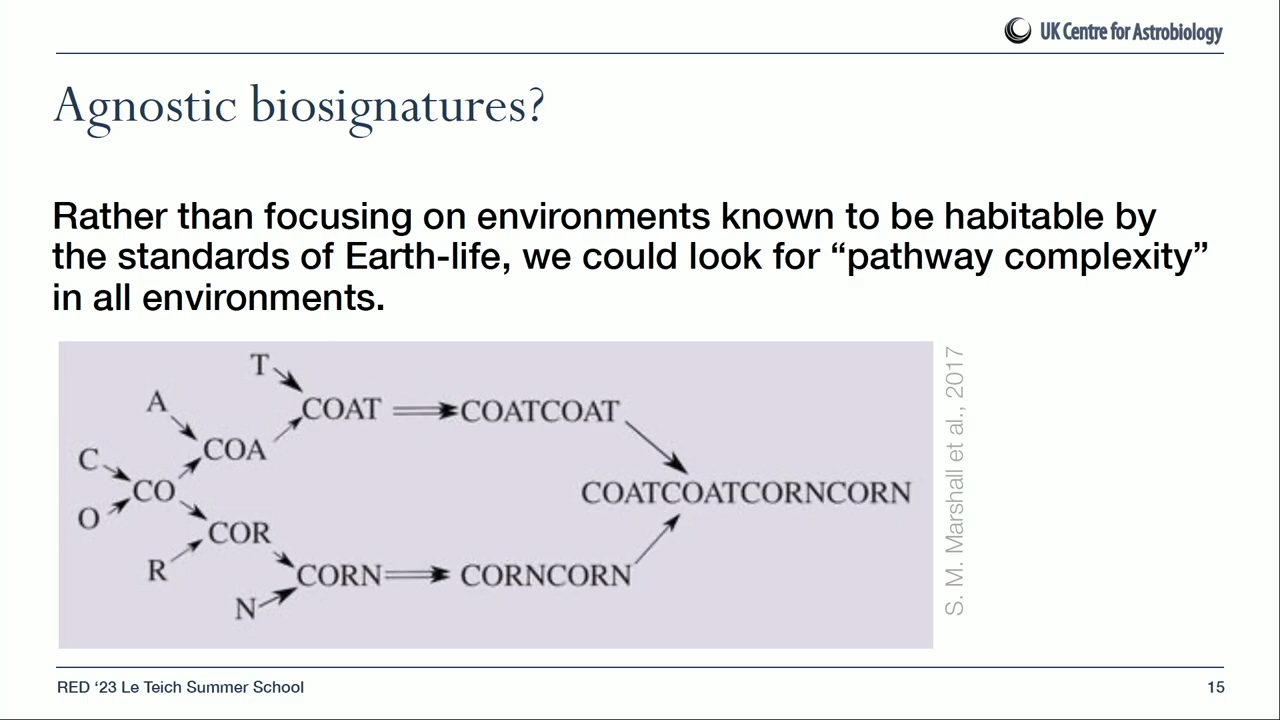 UK Centre for Astrobiology
Agnostic biosignatures?
Rather than focusing on environments known to be habitable by
the standards of Earth-life, we could look for “pathway complexity”
in all environments.
T
A
COAT
COATCOAT
COA
C
CO
COATCOATCORNCORN
O
COR
R
CORN
CORNCORN
N
S. M. Marshall et al., 2017
RED ‘23 Le Teich Summer School
15